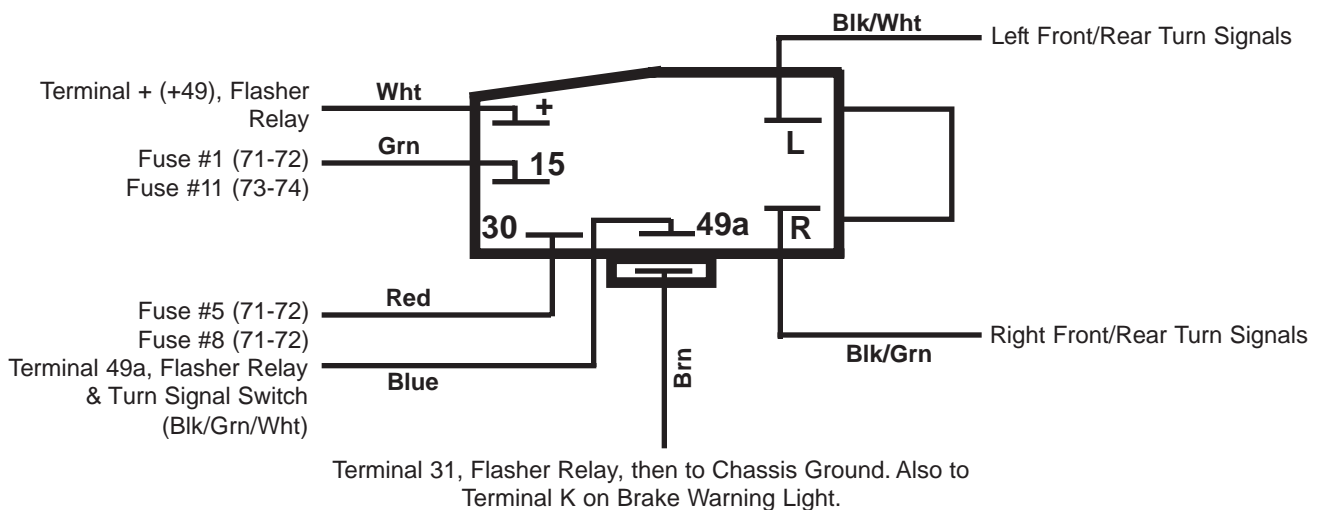 Blk/Wht
Left Front/Rear Turn Signals
Terminal + (+49), Flasher
Relay
Wht
+
L
Fuse #1 (71-72)
Fuse #11 (73-74)
Grn
15
30
49a
R
Fuse #5 (71-72)
Fuse #8 (71-72)
Red
Terminal 49a, Flasher Relay
& Turn Signal Switch
(Blk/Grn/Wht)
Blue
Brn
Blk/Grn
Right Front/Rear Turn Signals
Terminal 31, Flasher Relay, then to Chassis Ground. Also to
Terminal K on Brake Warning Light.